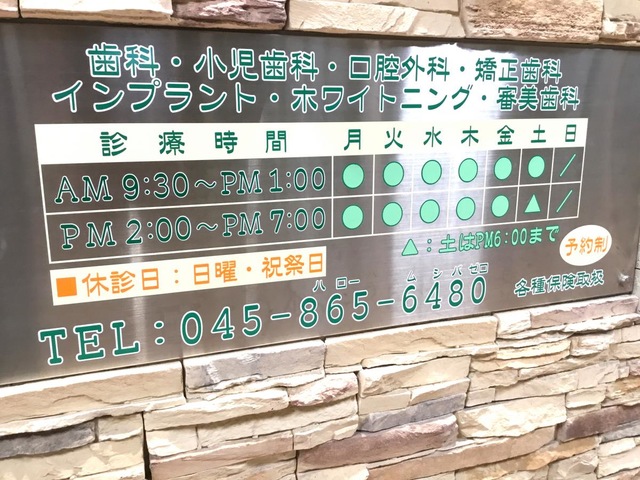 歯科・小児歯科・口腔外科・矯正歯科
インプラント・ホワイトニング・審美歯科
診療時間 月 火 水 木 金 土 日
AM 9:30〜PM 1:00 ● ● ● ● ● ● /
PM 2:00〜PM 7:00 ● ● ● ● ● ▲ /
▲:土はPM6:00まで 予約制
■休診日:日曜・祝祭日
ハロー ムシバゼロ
TEL:045-865-6480 各種保険取扱